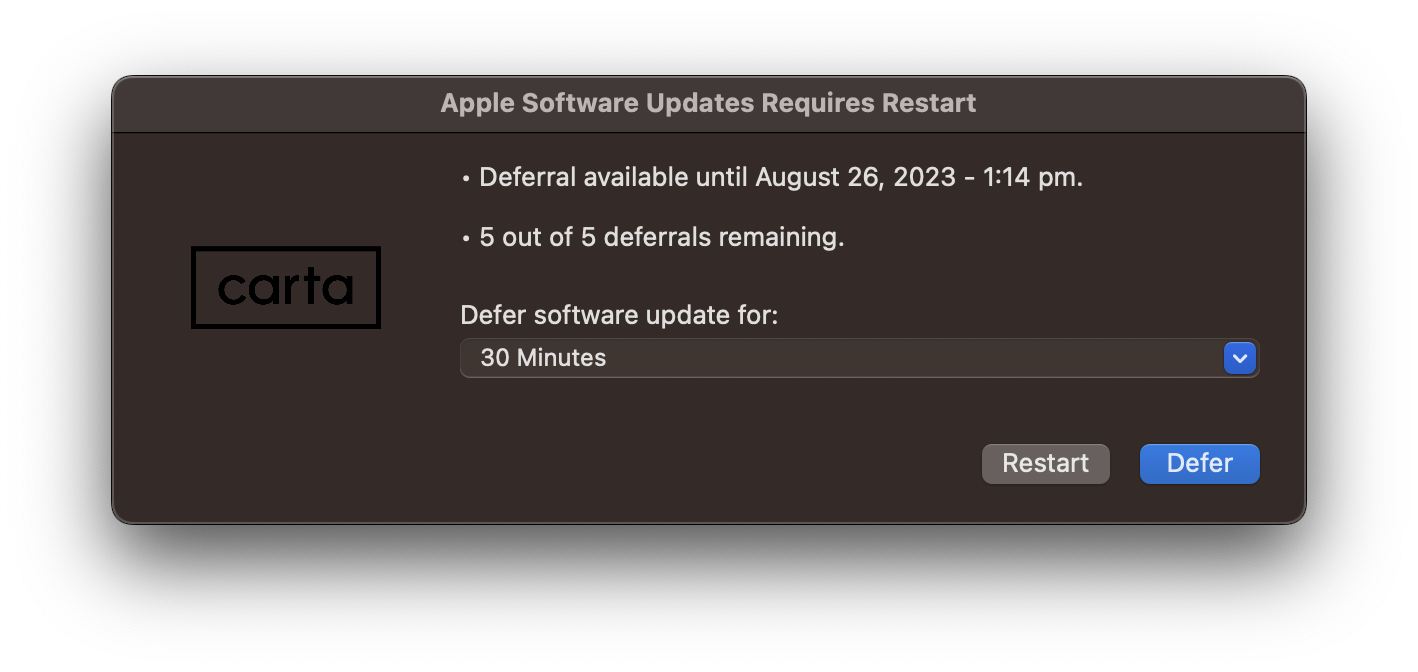 Apple Software Updates Requires Restart
• Deferral available until August 26, 2023 - 1:14 pm.
• 5 out of 5 deferrals remaining.
carta
Defer software update for:
30 Minutes
Restart Defer